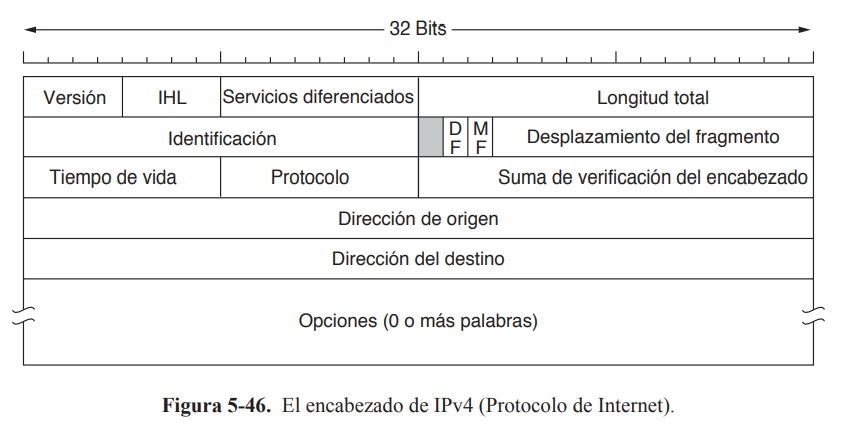 32 Bits
Versión IHL Servicios diferenciados Longitud total
Identificación DF MF Desplazamiento del fragmento
Tiempo de vida Protocolo Suma de verificación del encabezado
Dirección de origen
Dirección del destino
Opciones (0 o más palabras)
Figura 5-46. El encabezado de IPv4 (Protocolo de Internet).